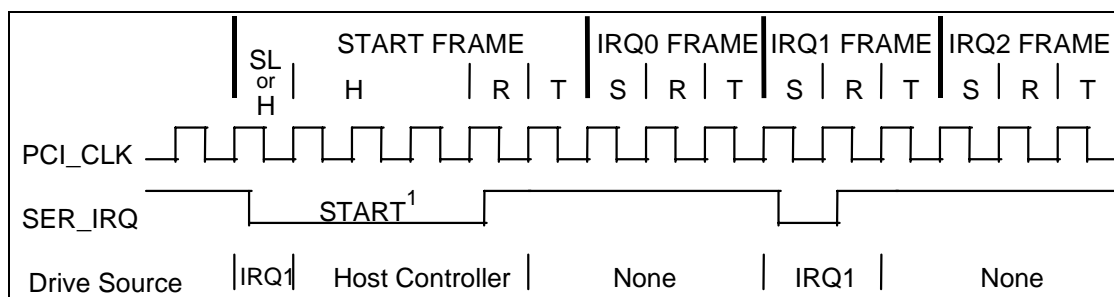 START FRAME IRQ0 FRAME IRQ1 FRAME IRQ2 FRAME
SL
or
H
H R T S R T S R T S R T
PCI_CLK
SER_IRQ START1
Drive Source IRQ1 Host Controller None IRQ1 None